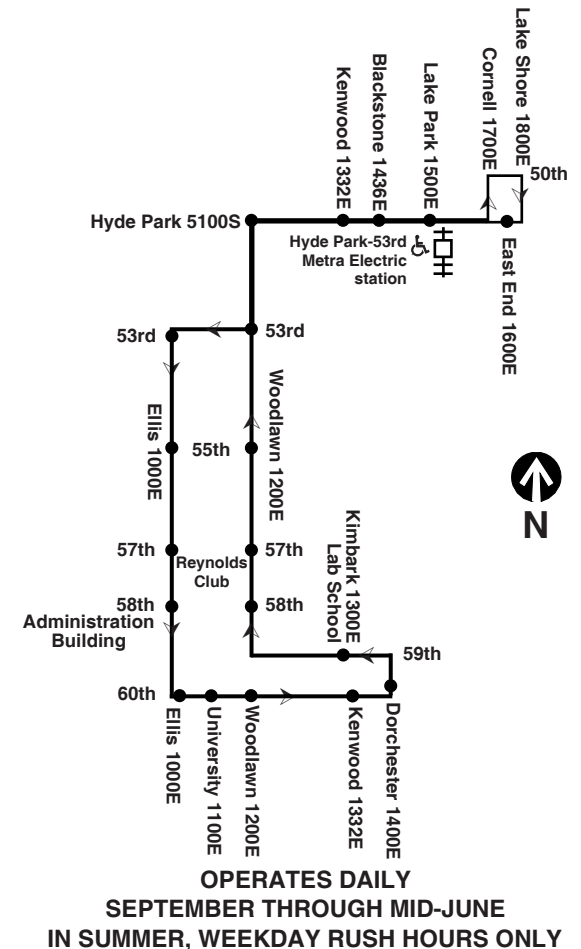 Kenwood 1332E
Blackstone 1436E
Lake Park 1500E
Cornell 1700E
Lake Shore 1800E
50th
Hyde Park 5100S
Hyde Park-53rd
Metra Electric
station
East End 1600E
53rd
53rd
Ellis 1000E
55th
Woodlawn 1200E
N
57th
Reynolds
Club
57th
Kimbark 1300E
Lab School
58th
Administration
Building
58th
59th
60th
Ellis 1000E
University 1100E
Woodlawn 1200E
Kenwood 1332E
Dorchester 1400E
OPERATES DAILY
SEPTEMBER THROUGH MID-JUNE
IN SUMMER, WEEKDAY RUSH HOURS ONLY